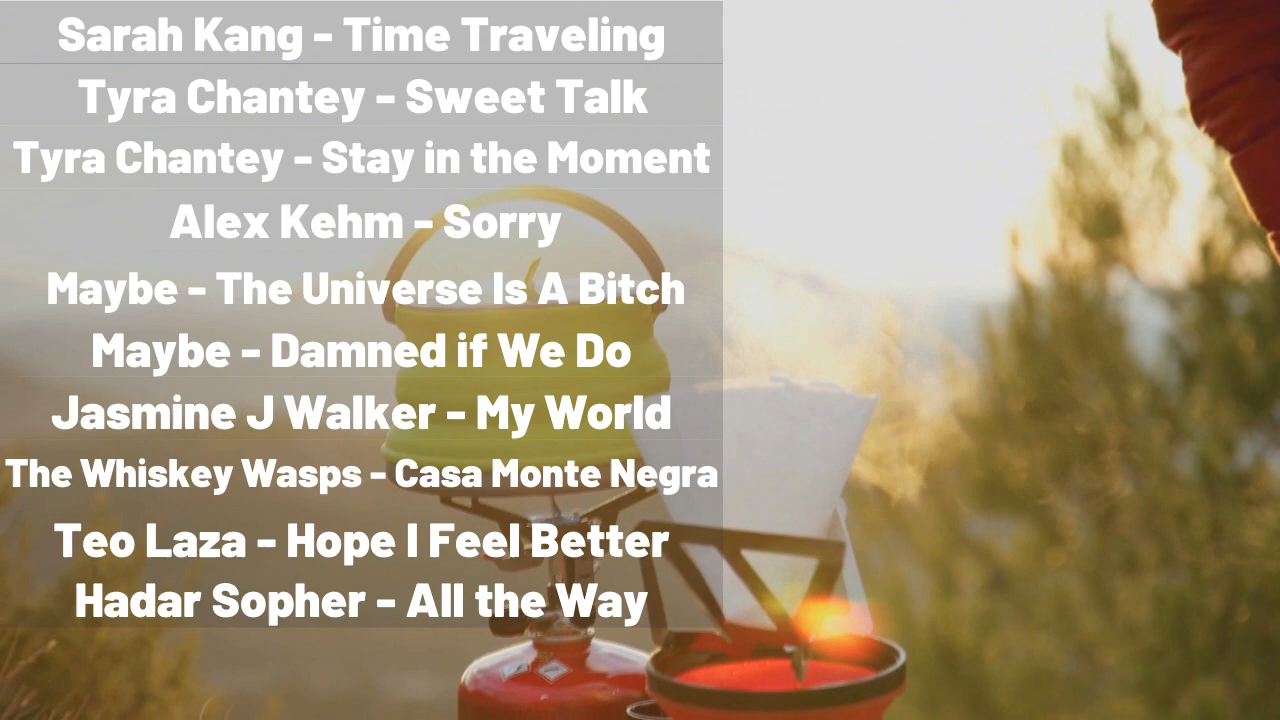 Sarah Kang - Time Traveling
Tyra Chantey - Sweet Talk
Tyra Chantey - Stay in the Moment
Alex Kehm - Sorry
Maybe - The Universe Is A Bitch
Maybe - Damned if We Do
Jasmine J Walker - My World
The Whiskey Wasps - Casa Monte Negra
Teo Laza - Hope I Feel Better
Hadar Sopher - All the Way